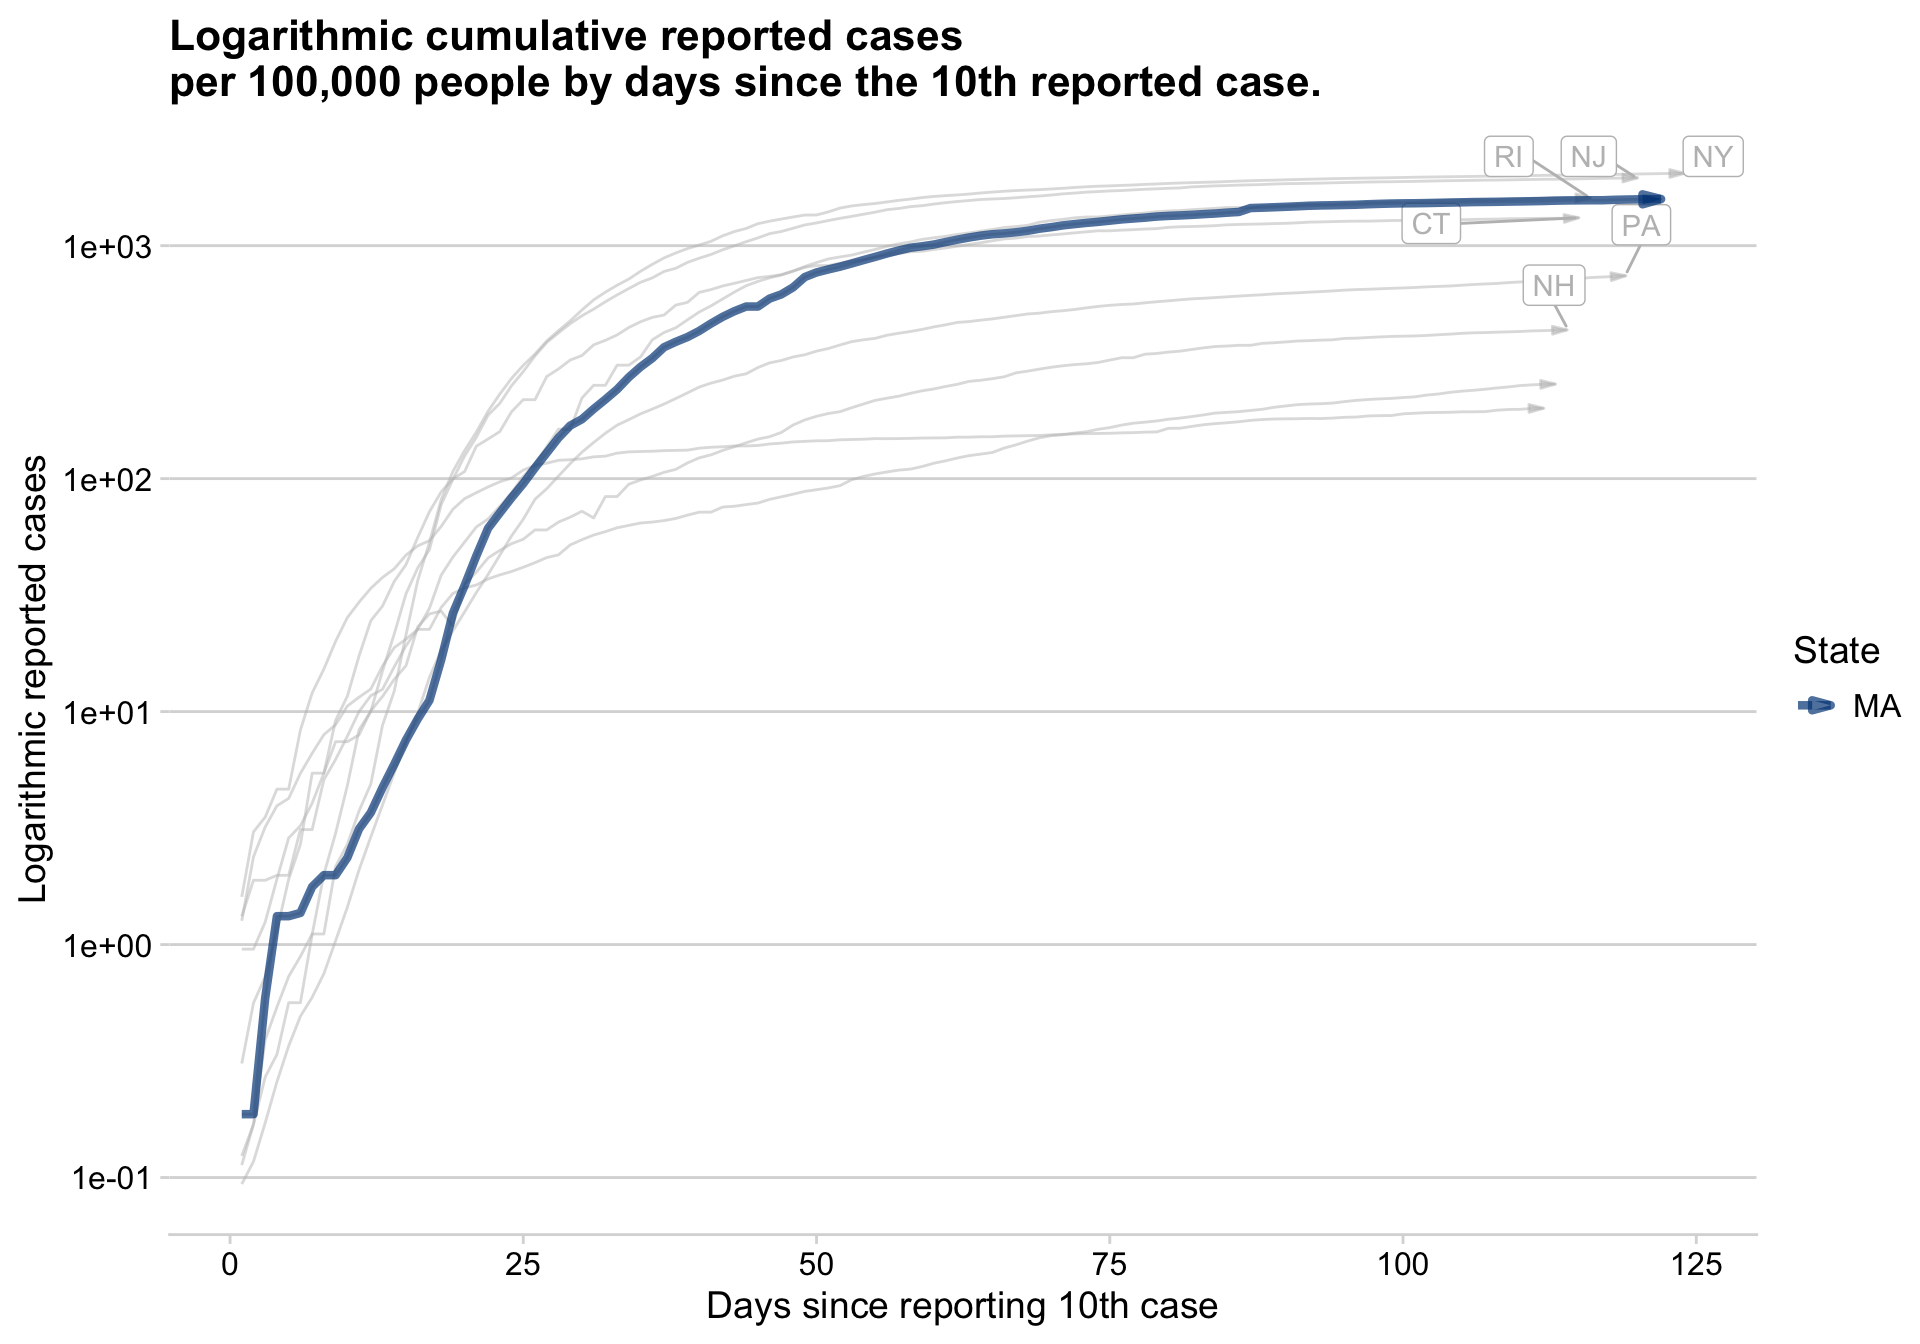 Logarithmic cumulative reported cases
per 100,000 people by days since the 10th reported case.
RI
NJ
NY
CT
PA
NH
1e+03
1e+02
1e+01
1e+00
1e-01
Logarithmic reported cases
0
25
50
75
100
125
Days since reporting 10th case
State
MA